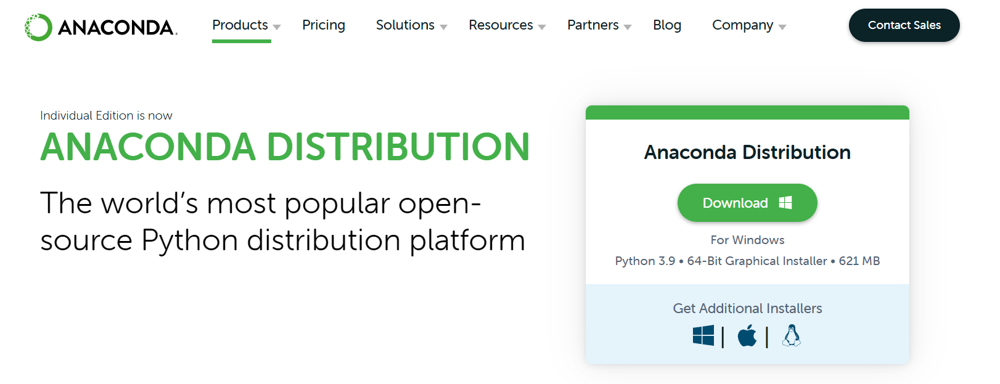 ANACONDA.
Products
Pricing
Solutions
Resources
Partners
Blog
Company
Contact Sales
Individual Edition is now
ANACONDA DISTRIBUTION
The world’s most popular open-
source Python distribution platform
Anaconda Distribution
Download
For Windows
Python 3.9 • 64-Bit Graphical Installer • 621 MB
Get Additional Installers